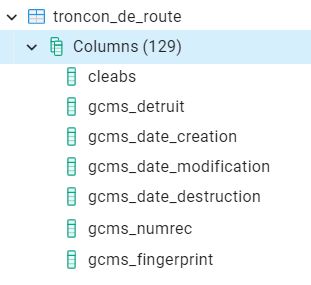 troncon_de_route
Columns (129)
cleabs
gcms_detruit
gcms_date_creation
gcms_date_modification
gcms_date_destruction
gcms_numrec
gcms_fingerprint